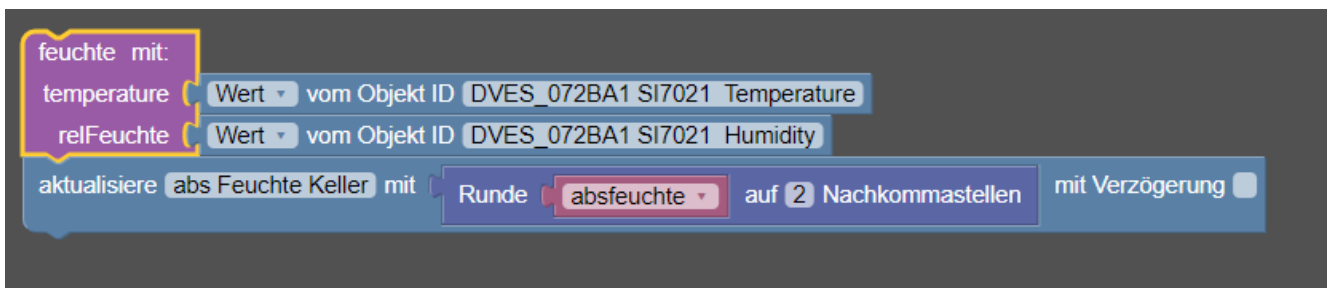 feuchte mit:
temperature Wert vom Objekt ID DVES_072BA1 SI7021 Temperature
relFeuchte Wert vom Objekt ID DVES_072BA1 SI7021 Humidity
aktualisiere abs Feuchte Keller mit Runde absfeuchte auf 2 Nachkommastellen mit Verzögerung